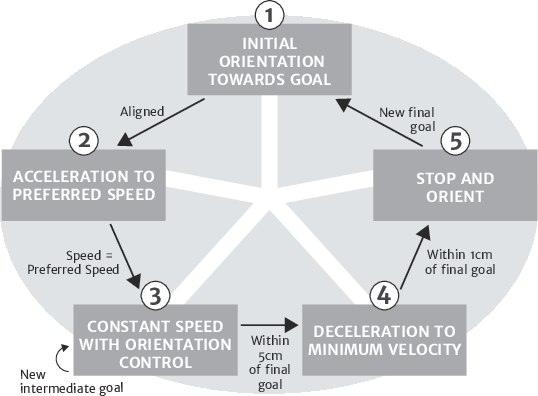 1
INITIAL
ORIENTATION
TOWARDS GOAL
Aligned
2
ACCELERATION TO
PREFERRED SPEED
Speed =
Preferred Speed
3
CONSTANT SPEED
WITH ORIENTATION
CONTROL
New
intermediate goal
Within
5cm
of final
goal
4
DECELERATION TO
MINIMUM VELOCITY
Within 1cm
of final goal
5
STOP AND
ORIENT
New final
goal